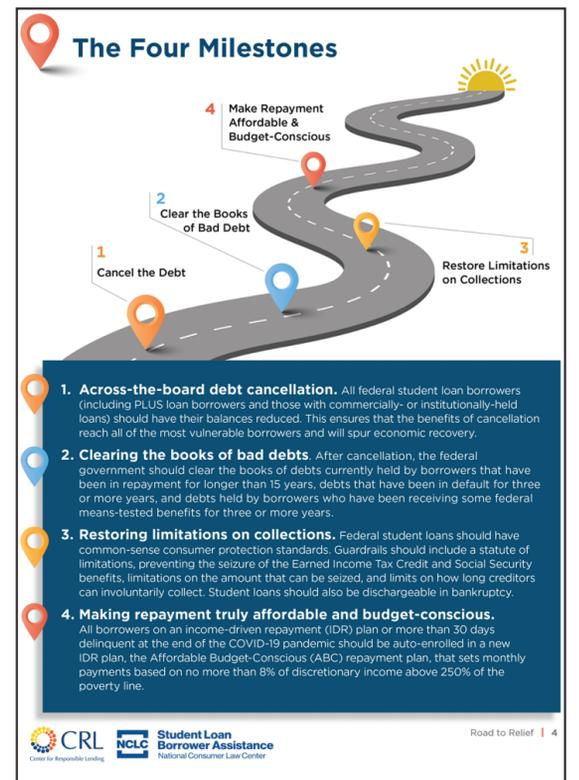 The Four Milestones
4 Make Repayment
Affordable &
Budget-Conscious
2
Clear the Books
of Bad Debt
1
Cancel the Debt
3
Restore Limitations
on Collections
1. Across-the-board debt cancellation. All federal student loan borrowers
(including PLUS loan borrowers and those with commercially- or institutionally-held
loans) should have their balances reduced. This ensures that the benefits of cancellation
reach all of the most vulnerable borrowers and will spur economic recovery.
2. Clearing the books of bad debts. After cancellation, the federal
government should clear the books of debts currently held by borrowers that have
been in repayment for longer than 15 years, debts that have been in default for three
or more years, and debts held by borrowers who have been receiving some federal
means-tested benefits for three or more years.
3. Restoring limitations on collections. Federal student loans should have
common-sense consumer protection standards. Guardrails should include a statute of
limitations, preventing the seizure of the Earned Income Tax Credit and Social Security
benefits, limitations on the amount that can be seized, and limits on how long creditors
can involuntarily collect. Student loans should also be dischargeable in bankruptcy.
4. Making repayment truly affordable and budget-conscious.
All borrowers on an income-driven repayment (IDR) plan or more than 30 days
delinquent at the end of the COVID-19 pandemic should be auto-enrolled in a new
IDR plan, the Affordable Budget-Conscious (ABC) repayment plan, that sets monthly
payments based on no more than 8% of discretionary income above 250% of the
poverty line.
CRL
Center for Responsible Lending
NCLC
Student Loan
Borrower Assistance
National Consumer Law Center
Road to Relief | 4